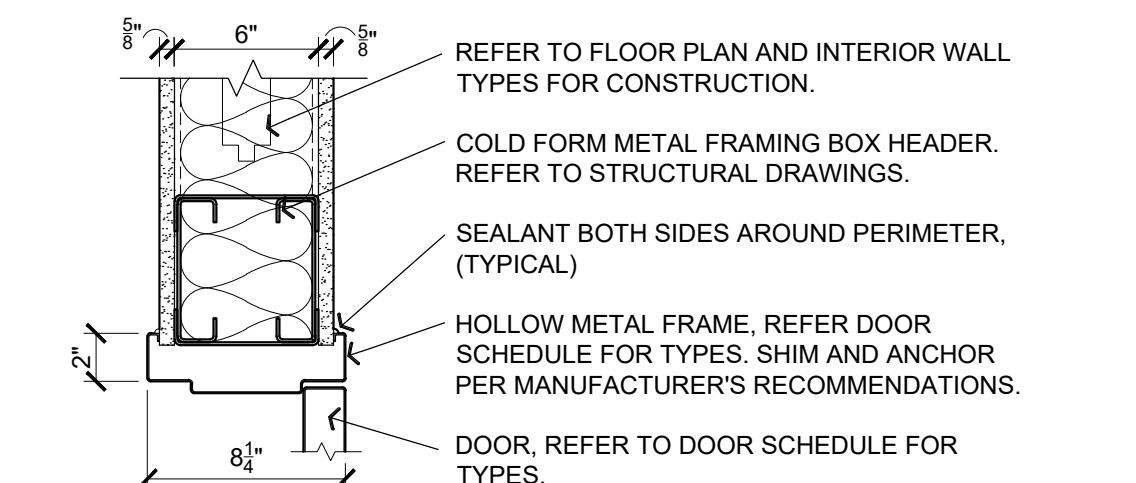 5/8" 6" 5/8"
REFER TO FLOOR PLAN AND INTERIOR WALL
TYPES FOR CONSTRUCTION.
COLD FORM METAL FRAMING BOX HEADER.
REFER TO STRUCTURAL DRAWINGS.
SEALANT BOTH SIDES AROUND PERIMETER,
(TYPICAL)
HOLLOW METAL FRAME, REFER DOOR
SCHEDULE FOR TYPES. SHIM AND ANCHOR
PER MANUFACTURER'S RECOMMENDATIONS.
2"
DOOR, REFER TO DOOR SCHEDULE FOR
TYPES.
8 1/4"